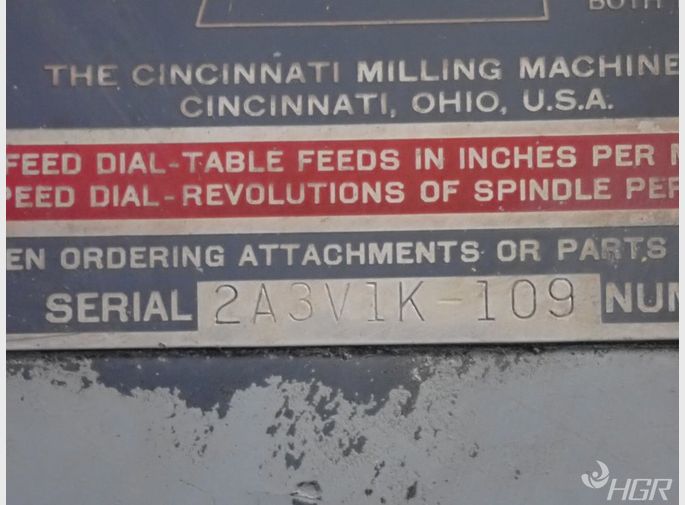 BOTH
THE CINCINNATI MILLING MACHINE
CINCINNATI, OHIO, U.S.A.
FEED DIAL-TABLE FEEDS IN INCHES PER
PEED DIAL-REVOLUTIONS OF SPINDLE PER
EN ORDERING ATTACHMENTS OR PARTS
SERIAL 2A3V1K-109 NUM
HGR